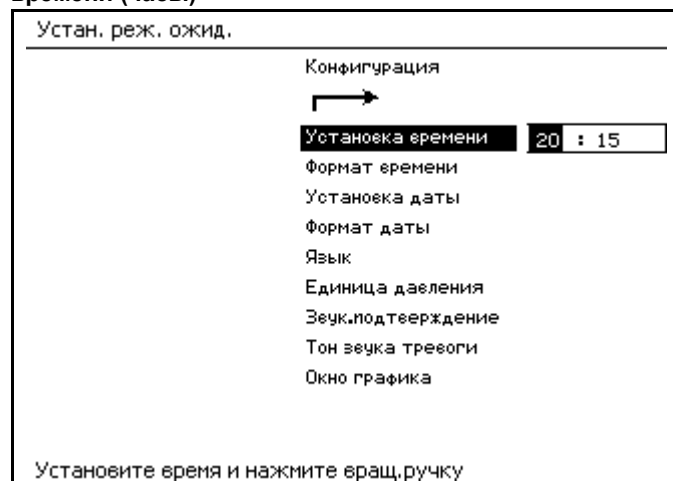 Устан. реж. ожид.
Конфигурация
Установка времени 20 : 15
Формат времени
Установка даты
Формат даты
Язык
Единица давления
Звук.подтверждение
Тон звука тревоги
Окно графика
Установите время и нажмите вращ.ручку